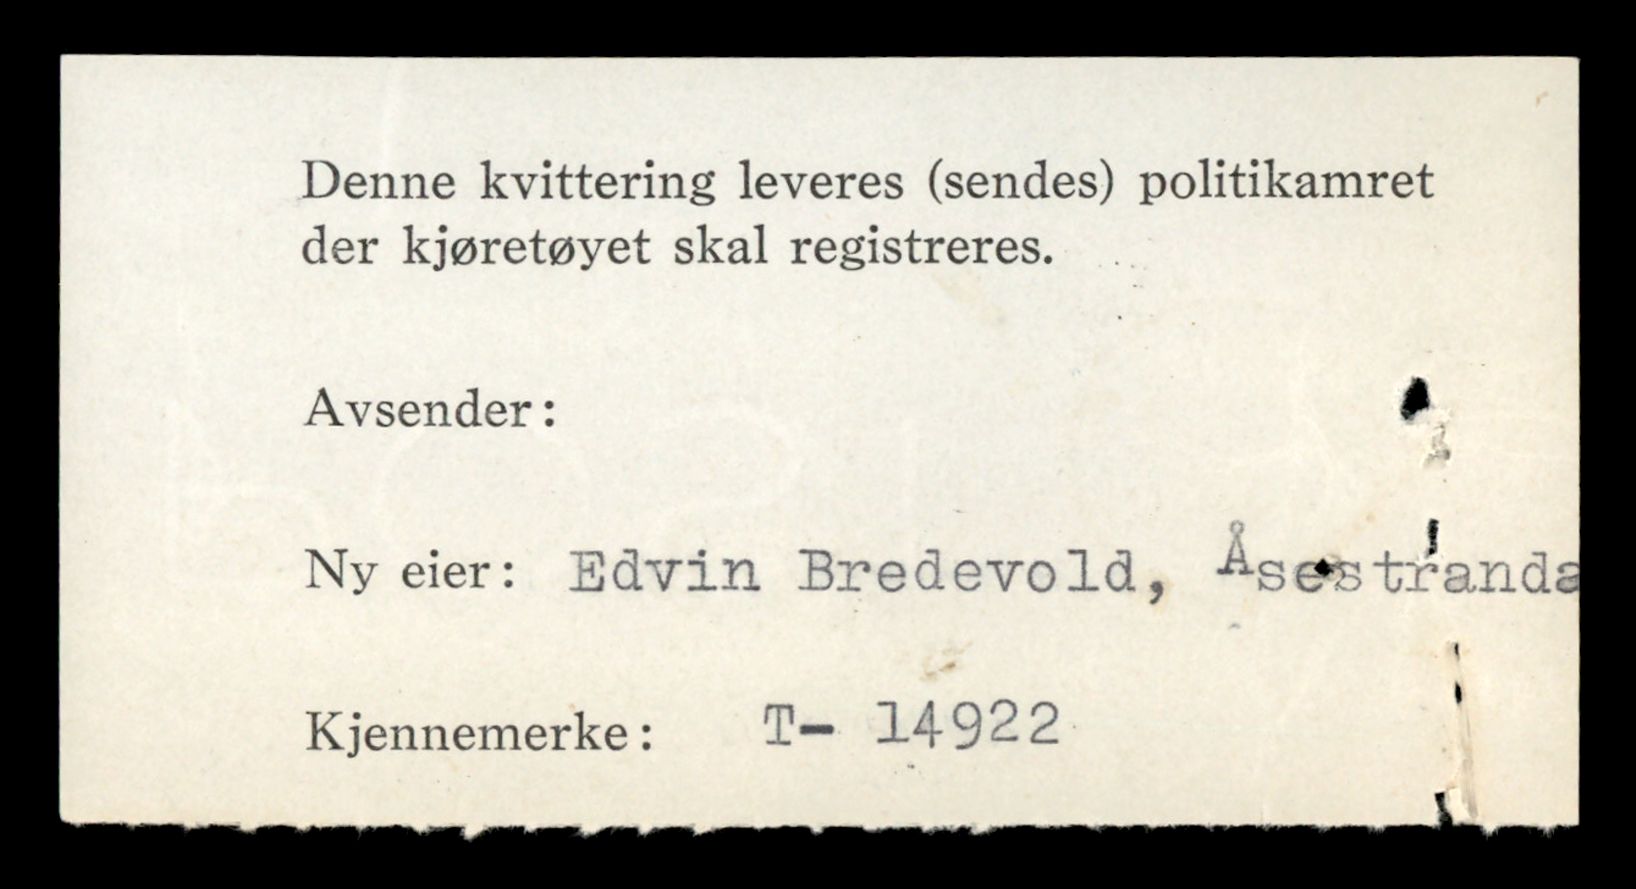 Denne kvittering leveres (sendes) politikamret
der kjøretøyet skal registreres.
Avsender:
Ny eier: Edvin Bredevold, Åsestranda
Kjennemerke: T- 14922